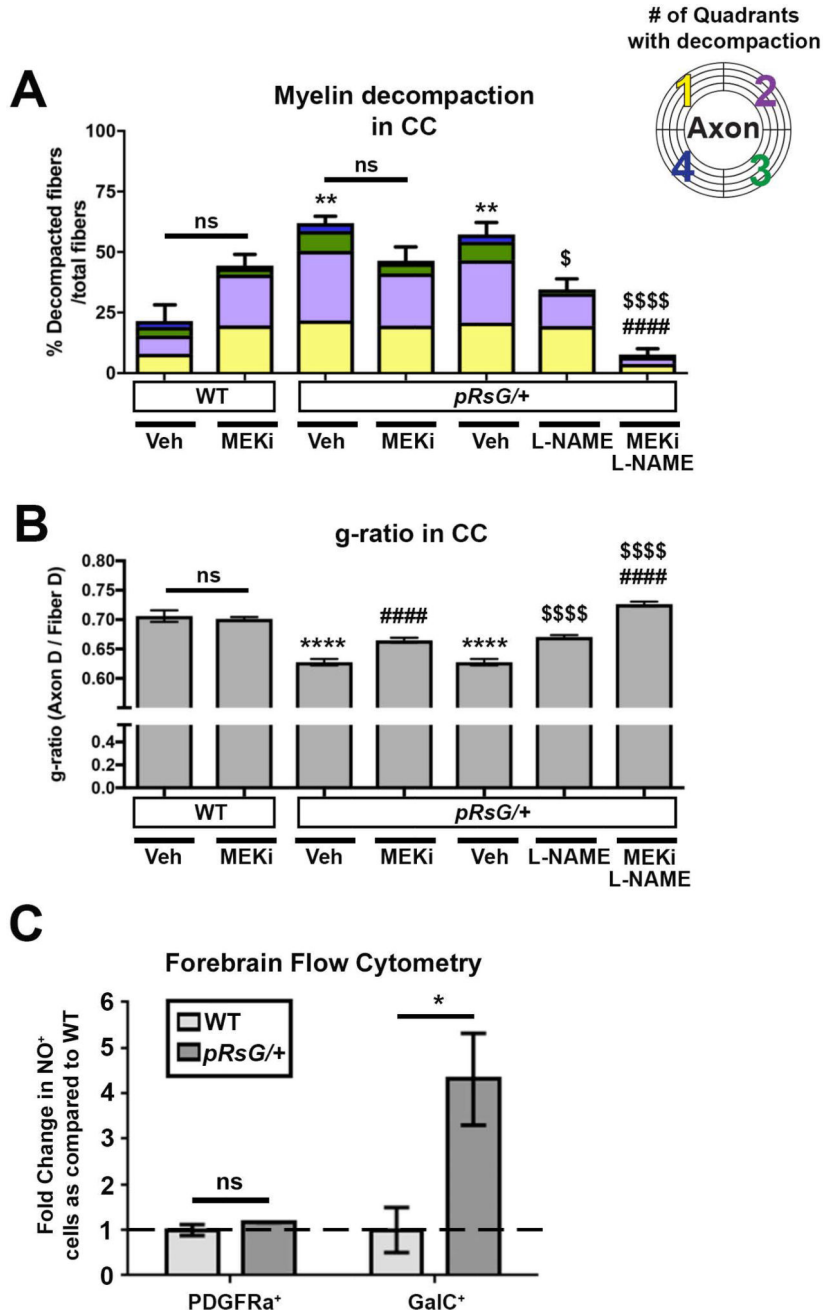 # of Quadrants
with decompaction
1
2
Axon
4
3
A
Myelin decompaction
in CC
% Decompacted fibers
/total fibers
100
75
50
25
0
ns
**
ns
**
$
$$$$
####
WT
pRsG/+
Veh
MEKi
Veh
MEKi
Veh
L-NAME
MEKi
L-NAME
B
g-ratio in CC
g-ratio (Axon D / Fiber D)
0.80
0.75
0.70
0.65
0.60
0.4
0.2
0.0
ns
****
####
****
$$$$
$$$$
####
WT
pRsG/+
Veh
MEKi
Veh
MEKi
Veh
L-NAME
MEKi
L-NAME
C
Forebrain Flow Cytometry
Fold Change in NO⁺
cells as compared to WT
6
5
4
3
2
1
0
WT
pRsG/+
ns
*
PDGFRa⁺
GalC⁺